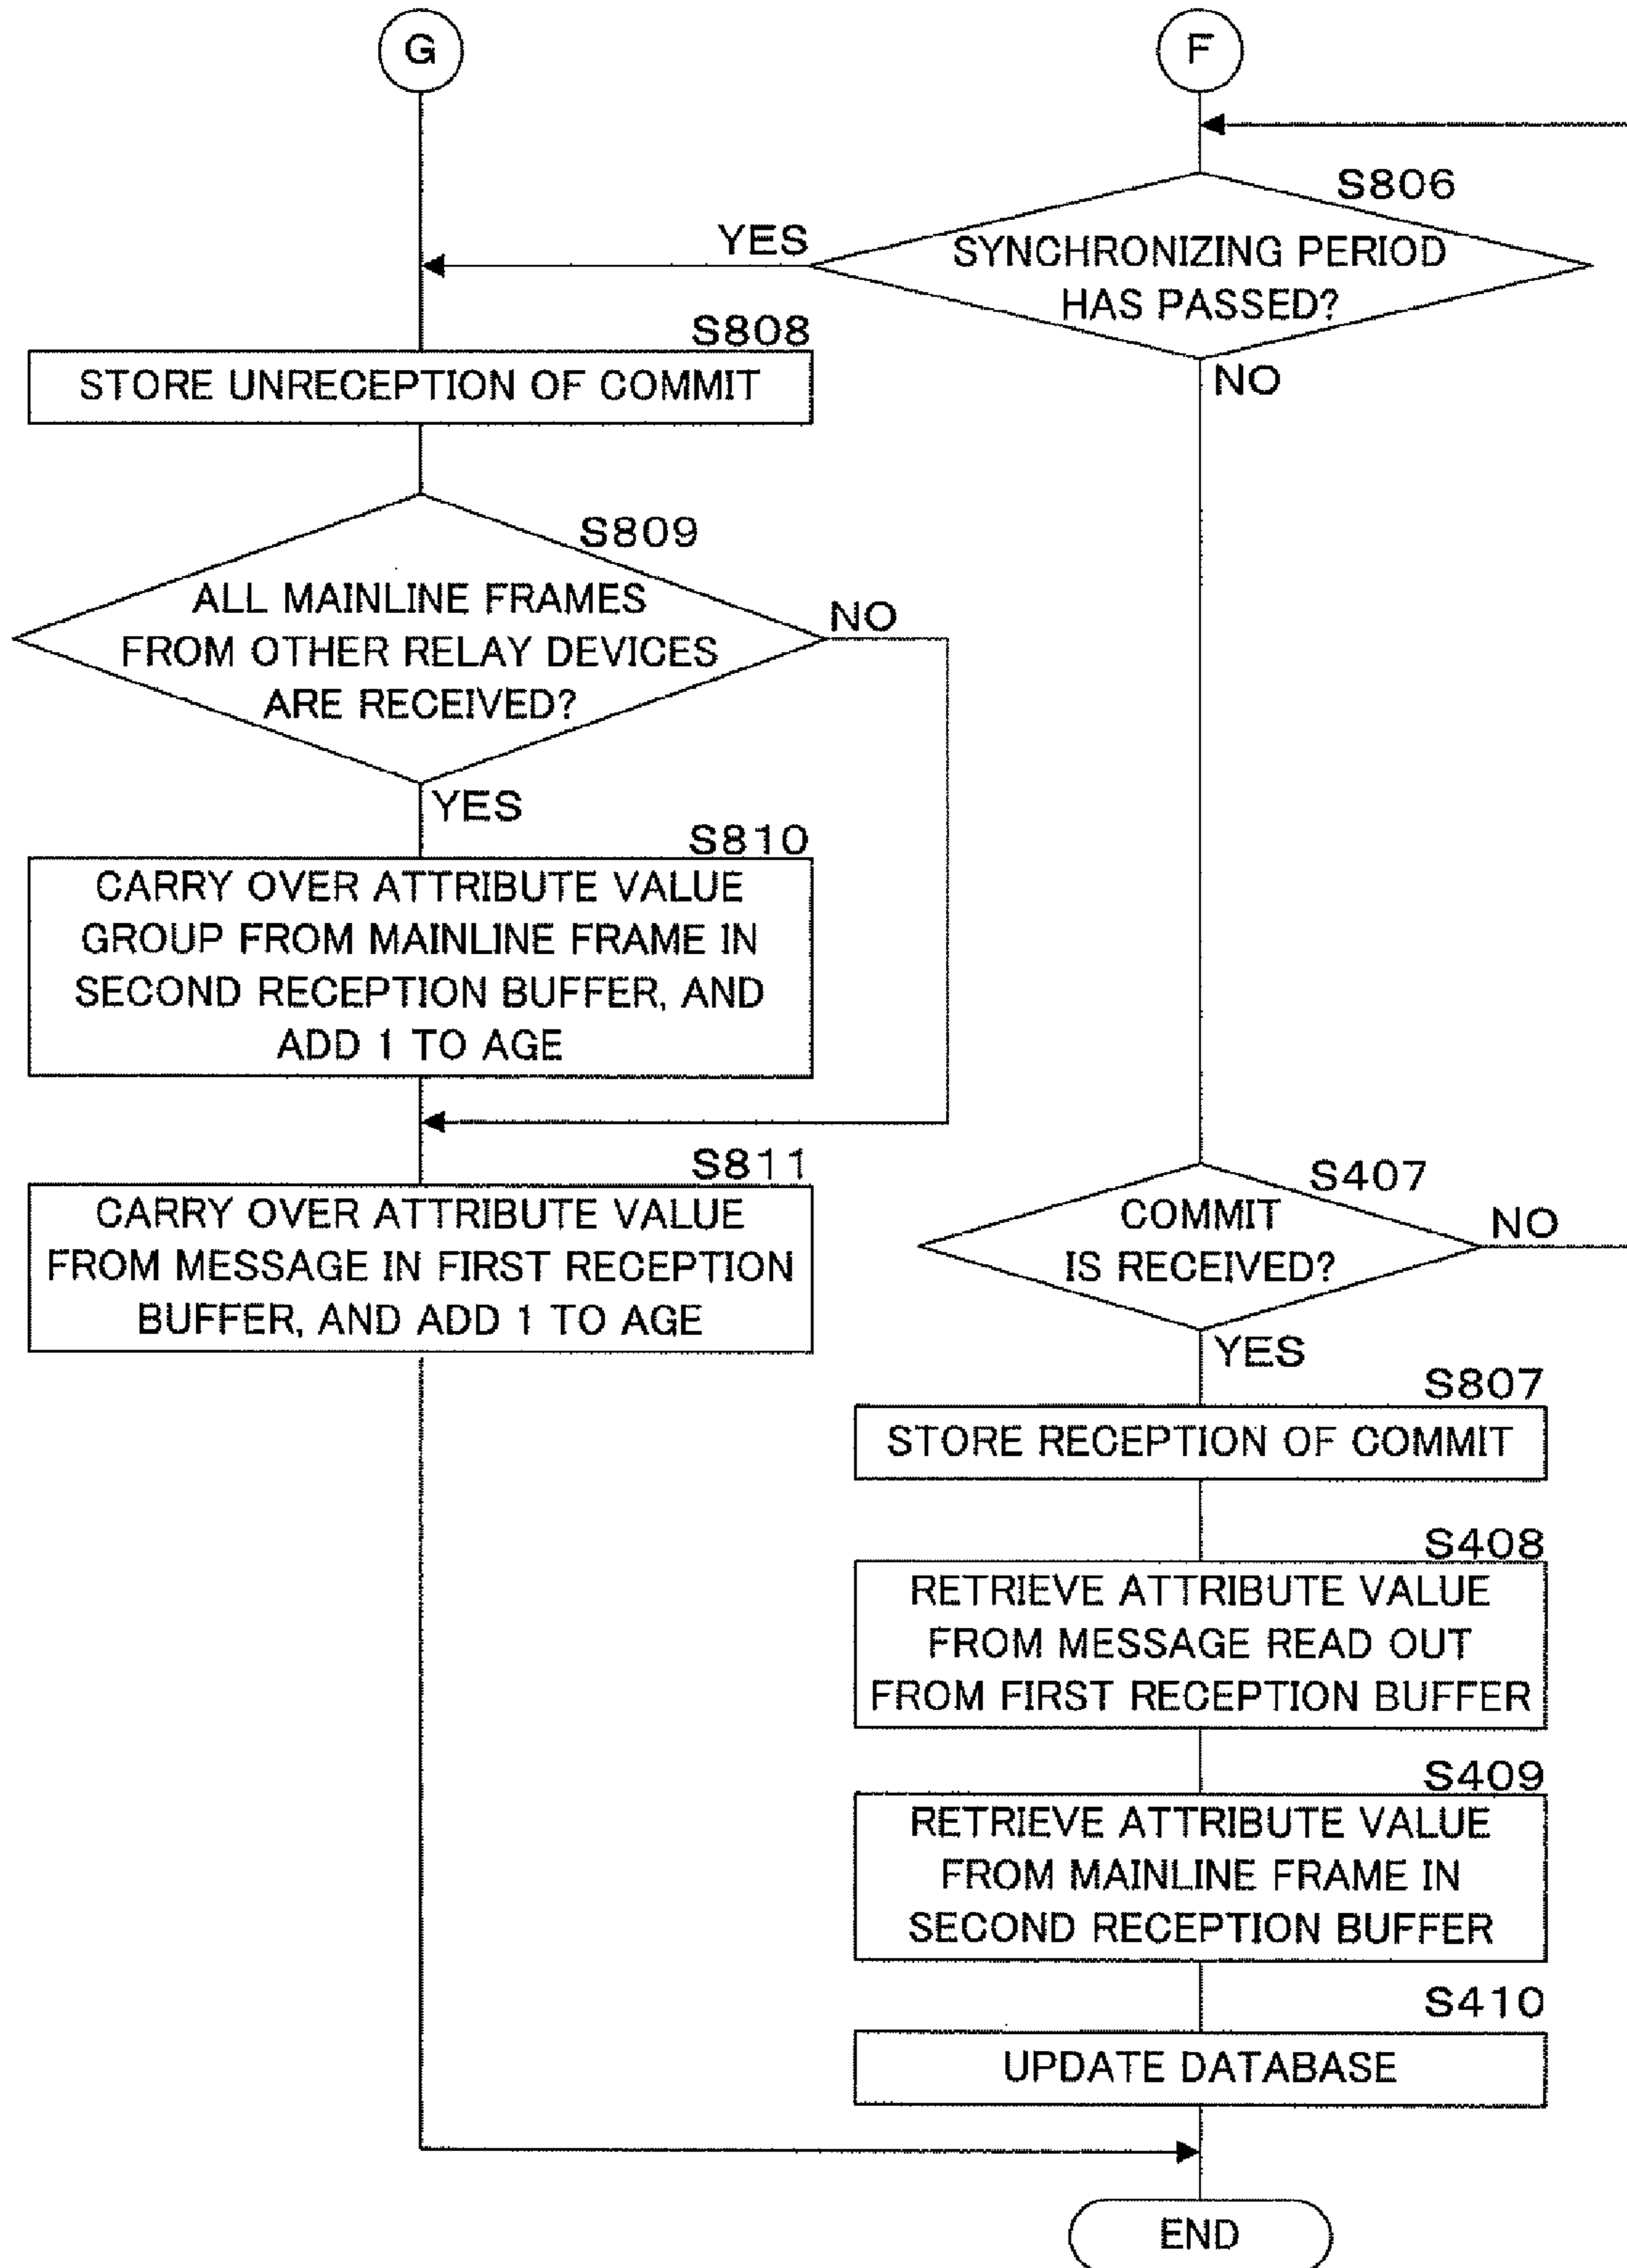 G
F
S806
YES
SYNCHRONIZING PERIOD
HAS PASSED?
S808
NO
STORE UNRECEPTION OF COMMIT
S809
ALL MAINLINE FRAMES
NO
FROM OTHER RELAY DEVICES
ARE RECEIVED?
YES
S810
CARRY OVER ATTRIBUTE VALUE
GROUP FROM MAINLINE FRAME IN
SECOND RECEPTION BUFFER, AND
ADD 1 TO AGE
S811
CARRY OVER ATTRIBUTE VALUE
FROM MESSAGE IN FIRST RECEPTION
BUFFER, AND ADD 1 TO AGE
S407
COMMIT
IS RECEIVED?
NO
YES
S807
STORE RECEPTION OF COMMIT
S408
RETRIEVE ATTRIBUTE VALUE
FROM MESSAGE READ OUT
FROM FIRST RECEPTION BUFFER
S409
RETRIEVE ATTRIBUTE VALUE
FROM MAINLINE FRAME IN
SECOND RECEPTION BUFFER
S410
UPDATE DATABASE
END